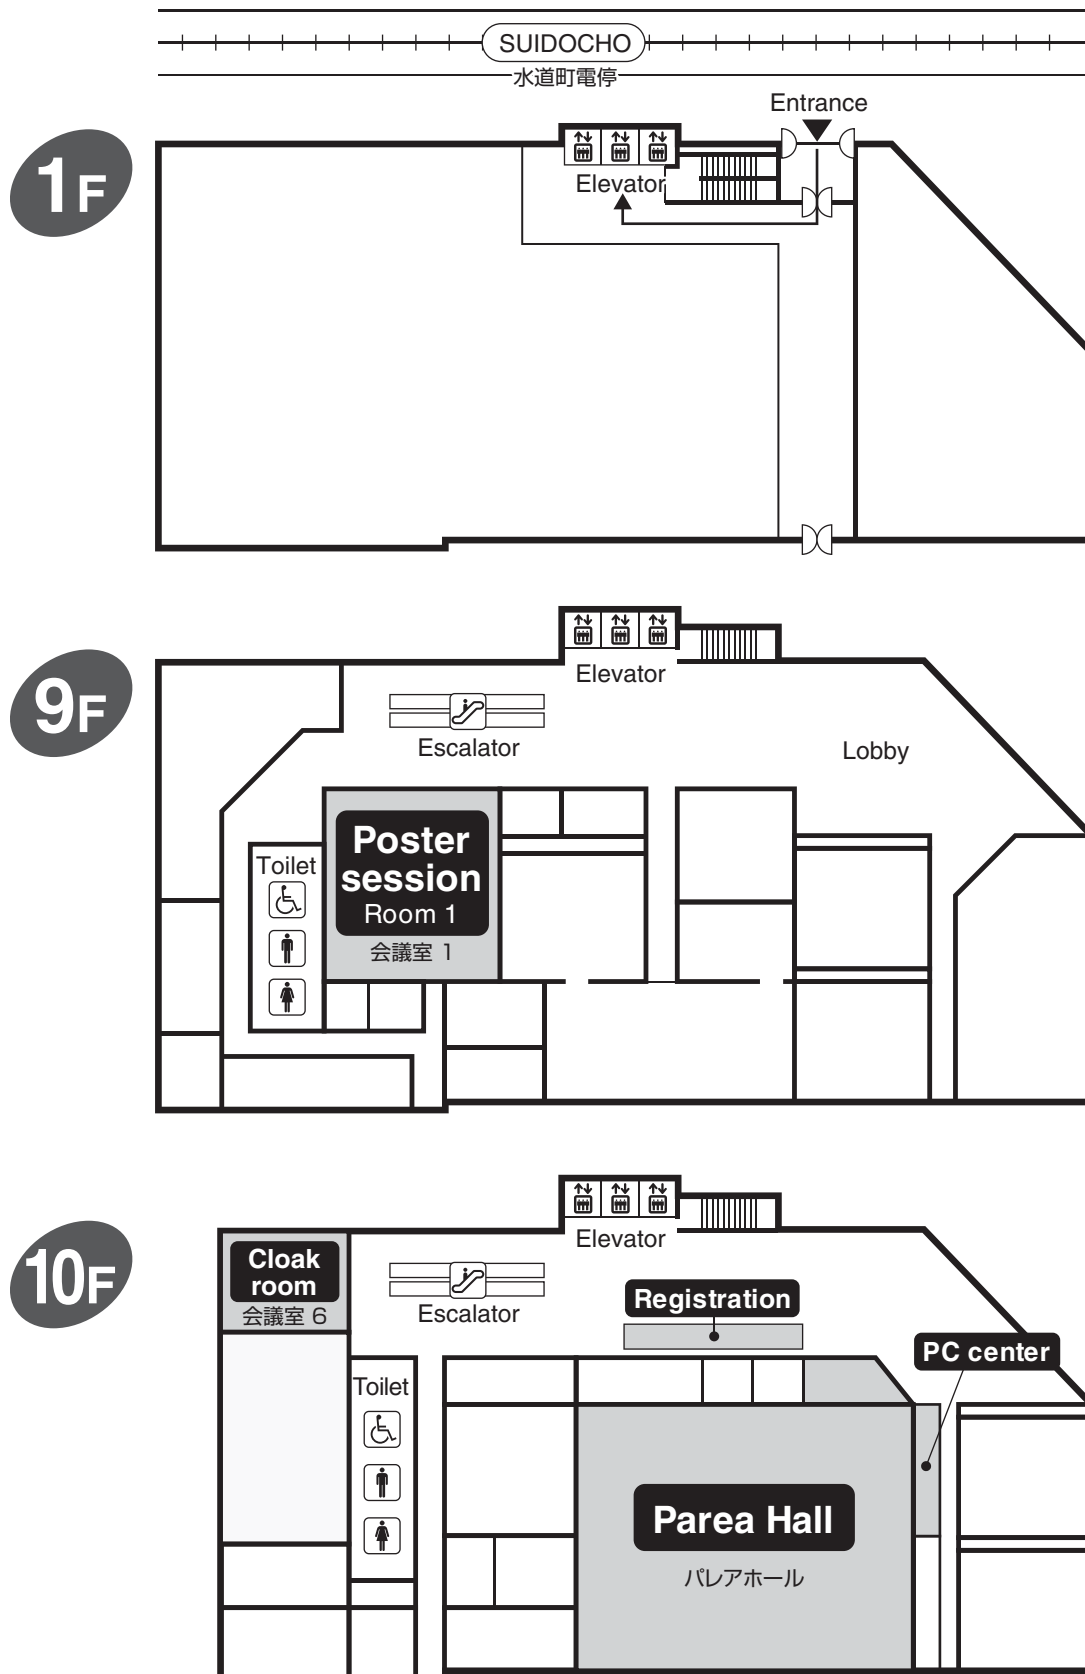 SUIDOCHO
水道町電停
Entrance
1F
Elevator
9F
Elevator
Escalator
Lobby
Poster
session
Room 1
会議室 1
Toilet
10F
Elevator
Cloak
room
会議室 6
Escalator
Registration
PC center
Toilet
Parea Hall
パレアホール